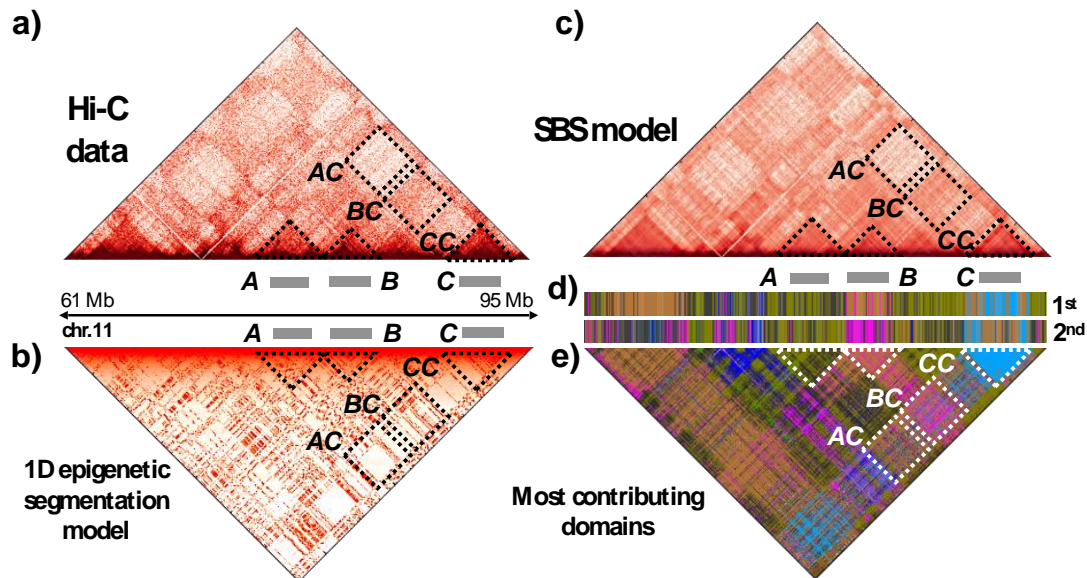 a)
Hi-C
data
AC
BC
CC
A
B
C
61 Mb
95 Mb
chr.11
A
B
C
b)
CC
BC
AC
1D epigenetic
segmentation
model
c)
SBS model
AC
BC
CC
A
B
C
d)
1st
2nd
e)
CC
BC
AC
Most contributing
domains